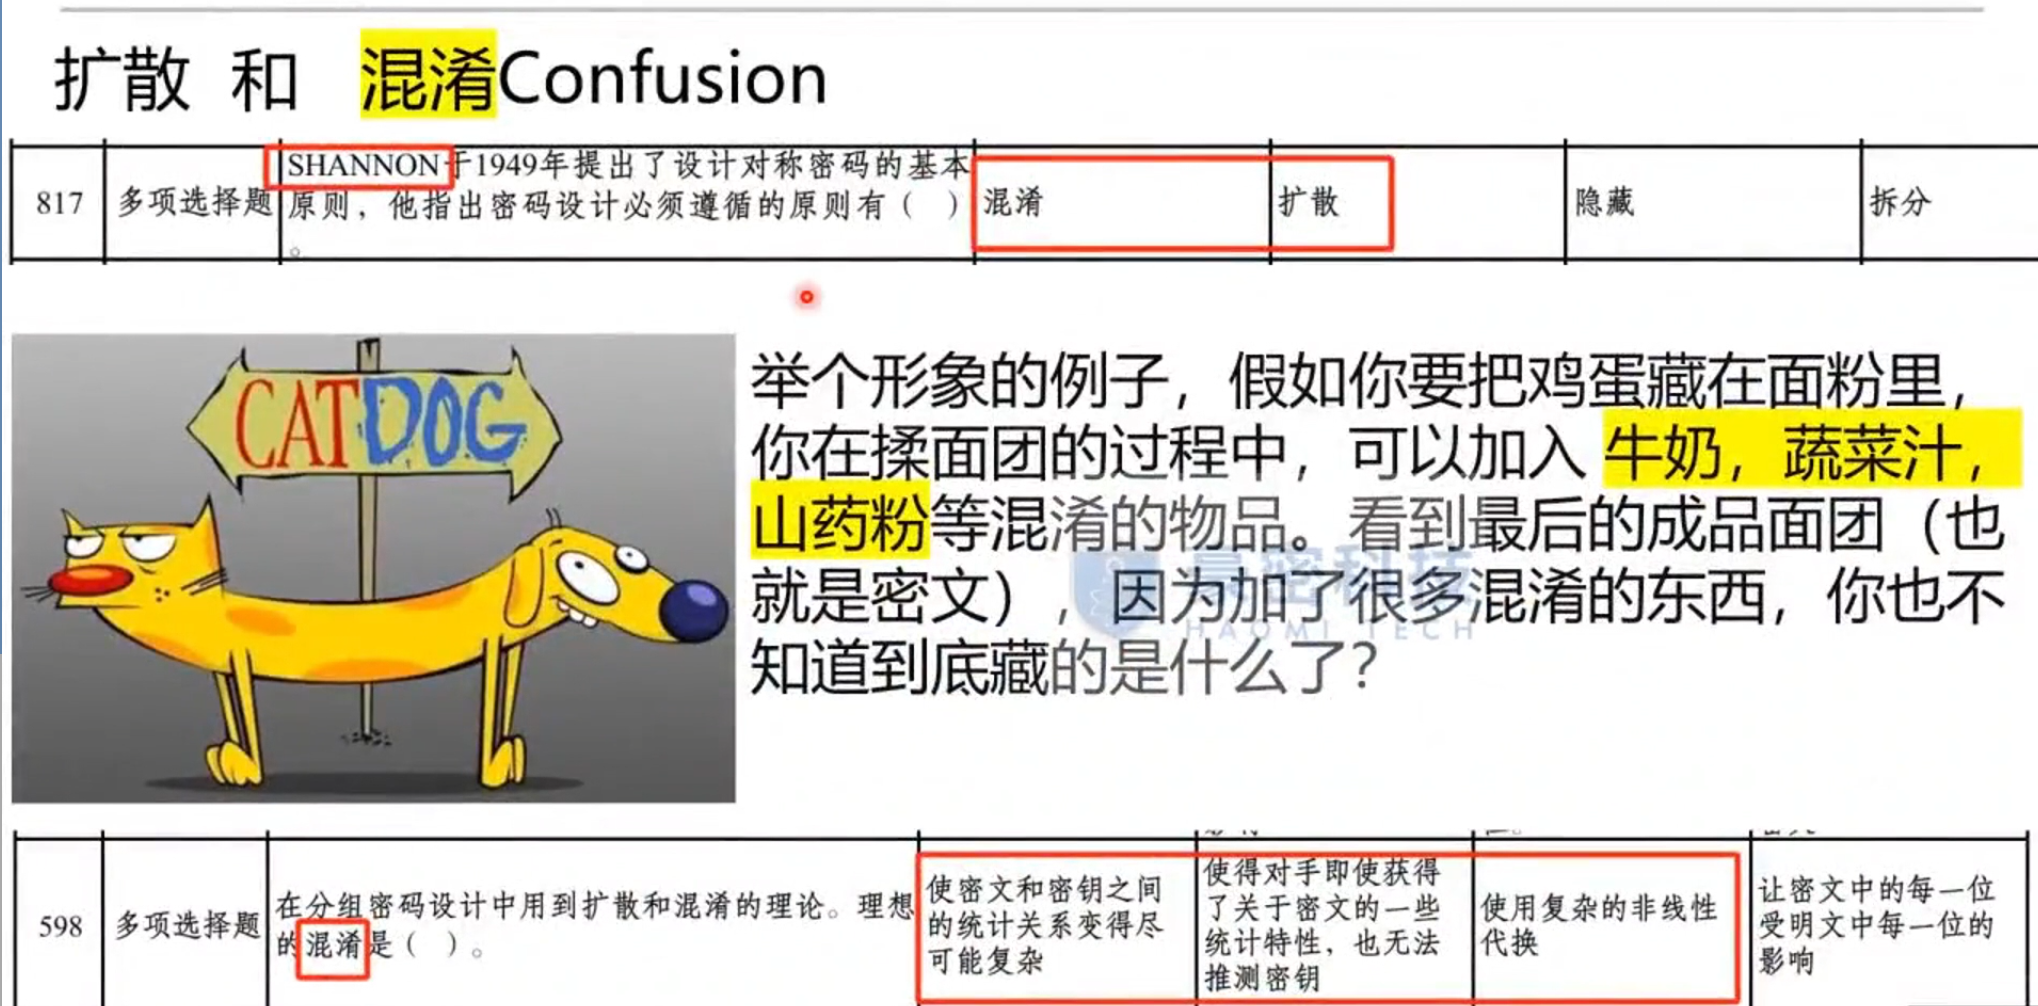 扩散 和 混淆Confusion
817 多项选择题 SHANNON于1949年提出了设计对称密码的基本原则，他指出密码设计必须遵循的原则有（ ）。 混淆 扩散 隐藏 拆分
CATDOG
举个形象的例子，假如你要把鸡蛋藏在面粉里，
你在揉面团的过程中，可以加入 牛奶，蔬菜汁，
山药粉等混淆的物品。看到最后的成品面团（也
就是密文），因为加了很多混淆的东西，你也不
知道到底藏的是什么了？
HAOMI TECH
598 多项选择题 在分组密码设计中用到扩散和混淆的理论。理想的混淆是（ ）。 使密文和密钥之间的统计关系变得尽可能复杂 使得对手即使获得了关于密文的一些统计特性，也无法推测密钥 使用复杂的非线性代换 让密文中的每一位受明文中每一位的影响